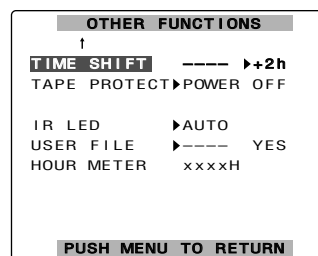 OTHER FUNCTIONS
↑
TIME SHIFT ---- ▶+2h
TAPE PROTECT▶POWER OFF
IR LED ▶AUTO
USER FILE ▶---- YES
HOUR METER xxxxH
PUSH MENU TO RETURN